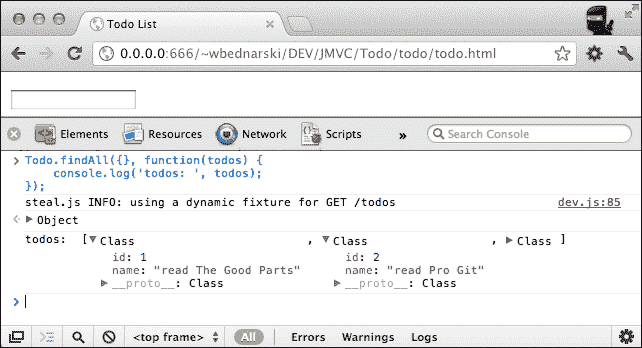 Todo List
0.0.0.0:666/~wbednarski/DEV/JMVC/Todo/todo/todo.html
Elements Resources Network Scripts » Search Console
> Todo.findAll({}, function(todos) {
console.log('todos: ', todos);
});
steal.js INFO: using a dynamic fixture for GET /todos dev.js:85
Object
todos: [▼Class , ▼Class , ▶Class ]
id: 1 id: 2
name: "read The Good Parts" name: "read Pro Git"
▶__proto__: Class ▶__proto__: Class
>
<top frame> All Errors Warnings Logs